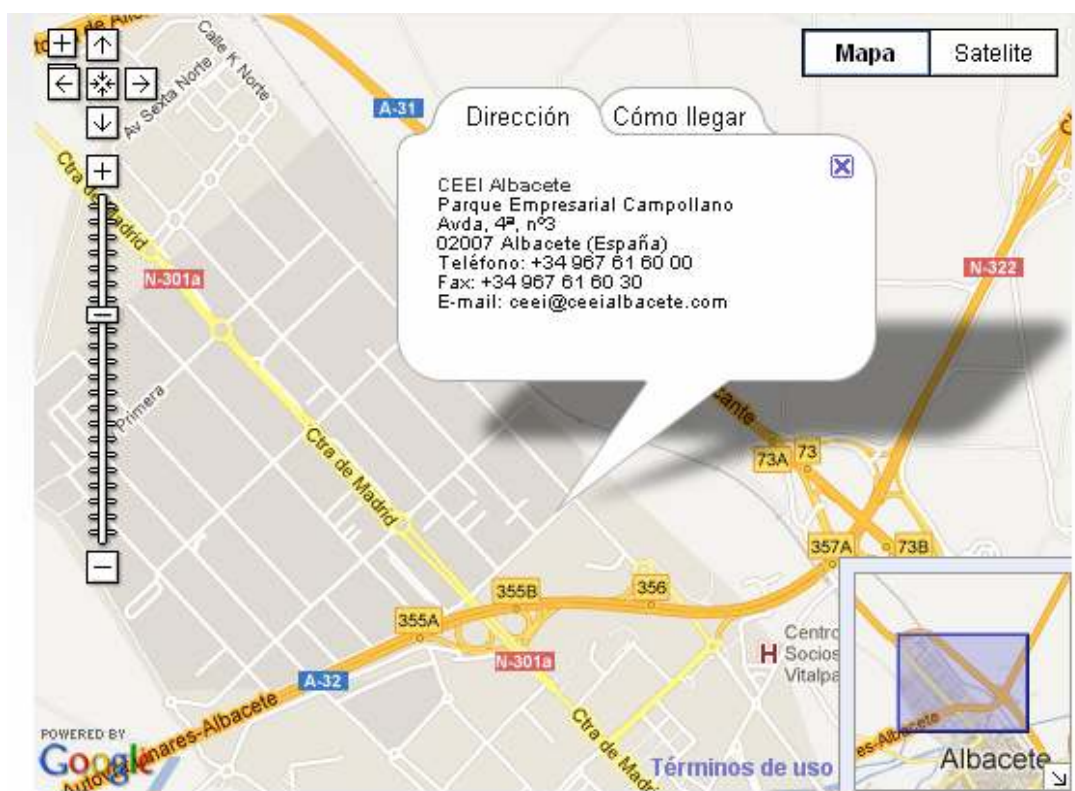 Mapa
Satelite
Calle K Norte
Av Sexta Norte
A-31
Dirección
Cómo llegar
CEEI Albacete
Parque Empresarial Campollano
Avda, 4ª, nº3
02007 Albacete (España)
Teléfono: +34 967 61 60 00
Fax: +34 967 61 60 30
E-mail: ceei@ceeialbacete.com
Ctra de Madrid
N-301a
N-322
Primera
Ctra de Madrid
73A
73
357A
73B
355B
356
355A
N-301a
A-32
H
Centro
Socios
Ctra de Madrid
POWERED BY
Google
Términos de uso
Albacete